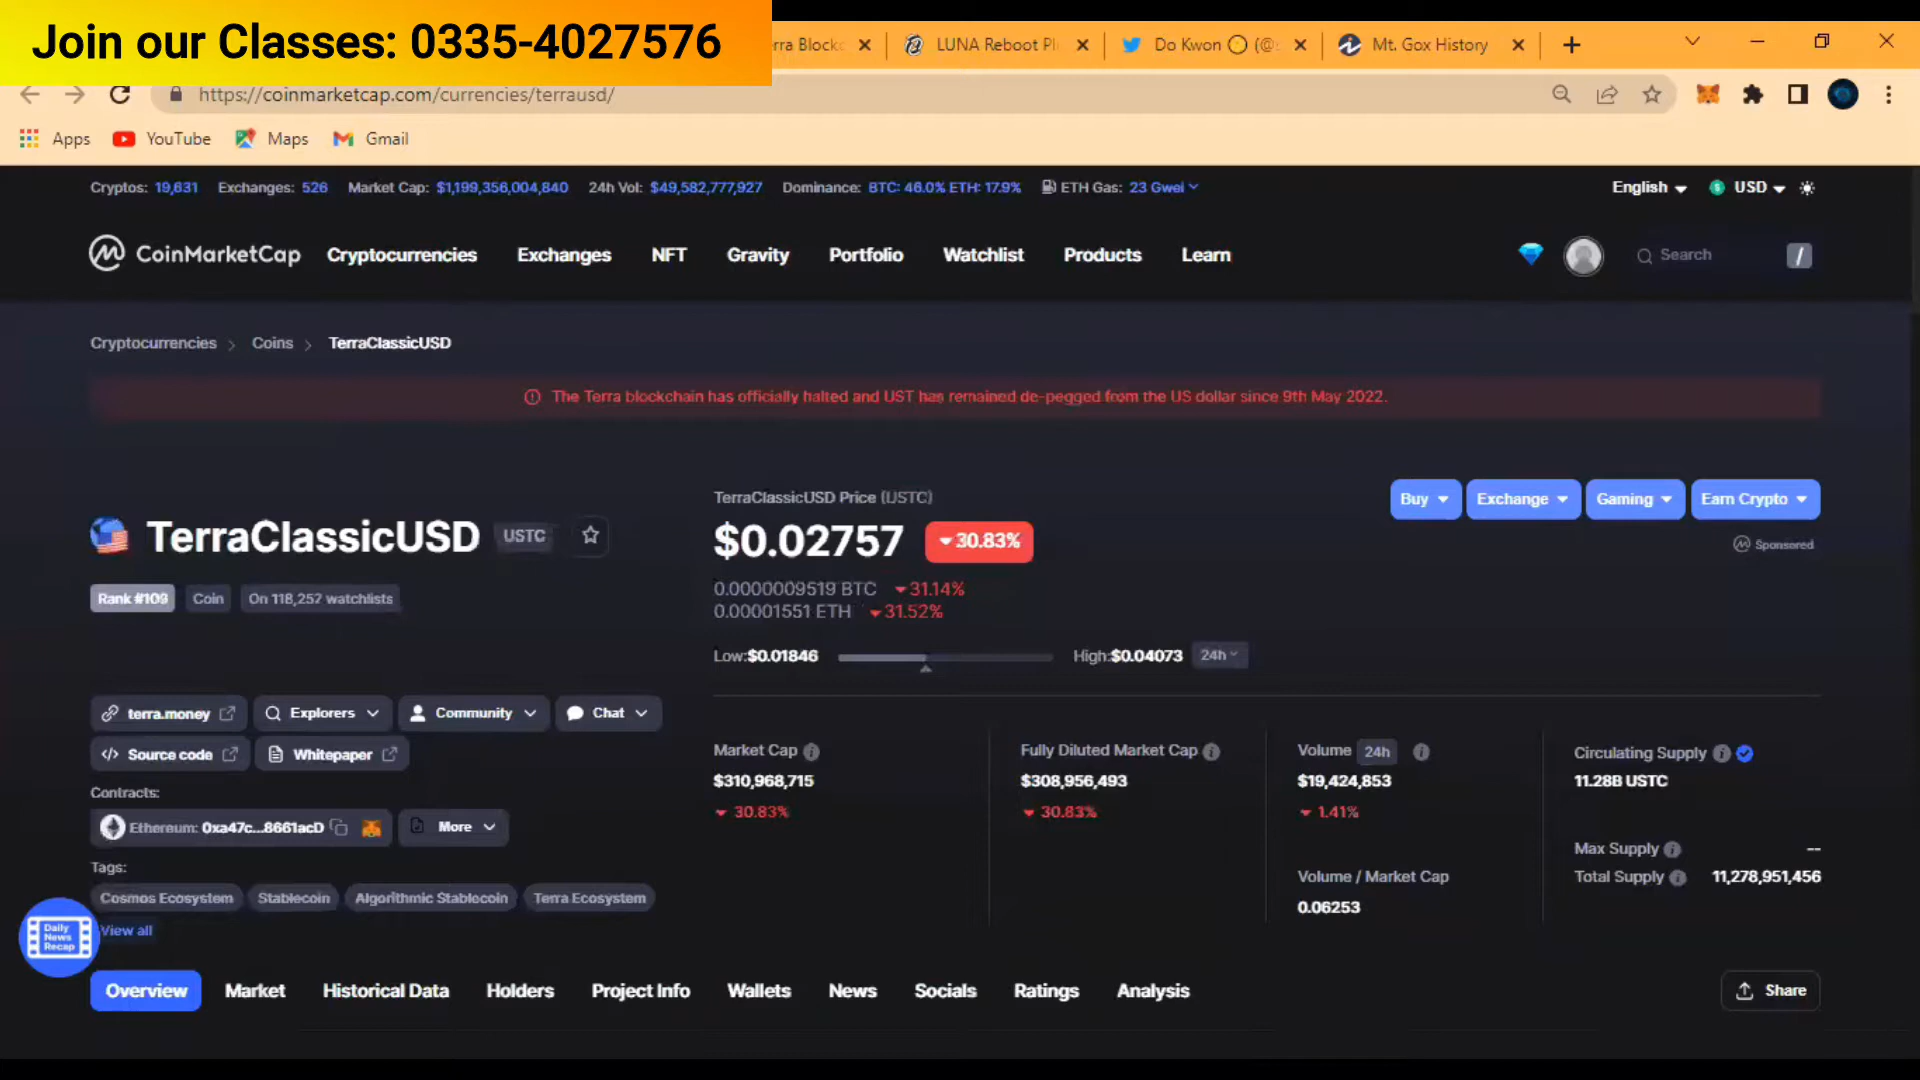 Join our Classes: 0335-4027576
LUNA Reboot Pl
Do Kwon
Mt. Gox History
https://coinmarketcap.com/currencies/terrausd/
Apps YouTube Maps Gmail
Cryptos: 19,631 Exchanges: 526 Market Cap: $1,199,356,004,840 24h Vol: $49,582,777,927 Dominance: BTC: 46.0% ETH: 17.9% ETH Gas: 23 Gwei
English USD
CoinMarketCap Cryptocurrencies Exchanges NFT Gravity Portfolio Watchlist Products Learn Search /
Cryptocurrencies > Coins > TerraClassicUSD
The Terra blockchain has officially halted and UST has remained de-pegged from the US dollar since 9th May 2022.
TerraClassicUSD USTC
Rank #109 Coin On 118,257 watchlists
terra.money Explorers Community Chat
Source code Whitepaper
Contracts:
Ethereum: 0xa47c...8661acD More
Tags:
Cosmos Ecosystem Stablecoin Algorithmic Stablecoin Terra Ecosystem
View all
Daily
News
Recap
TerraClassicUSD Price (USTC)
$0.02757 30.83%
0.0000009519 BTC 31.14%
0.00001551 ETH 31.52%
Low:$0.01846 High:$0.04073 24h
Buy Exchange Gaming Earn Crypto
Sponsored
Market Cap
$310,968,715
30.83%
Fully Diluted Market Cap
$308,956,493
30.83%
Volume 24h
$19,424,853
1.41%
Volume / Market Cap
0.06253
Circulating Supply
11.28B USTC
Max Supply --
Total Supply 11,278,951,456
Overview Market Historical Data Holders Project Info Wallets News Socials Ratings Analysis Share